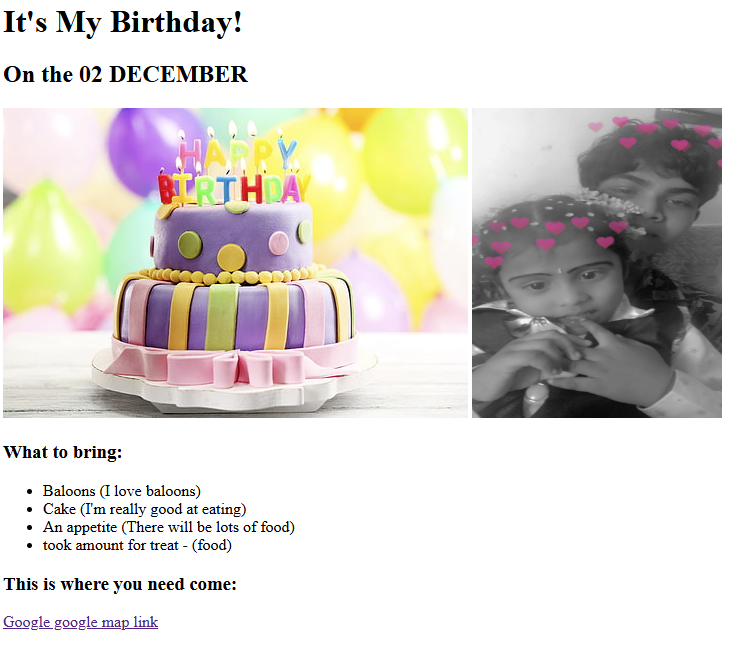 It's My Birthday!
On the 02 DECEMBER
HAPPY
BIRTHDAY
What to bring:
Baloons (I love baloons)
Cake (I'm really good at eating)
An appetite (There will be lots of food)
took amount for treat - (food)
This is where you need come:
Google google map link